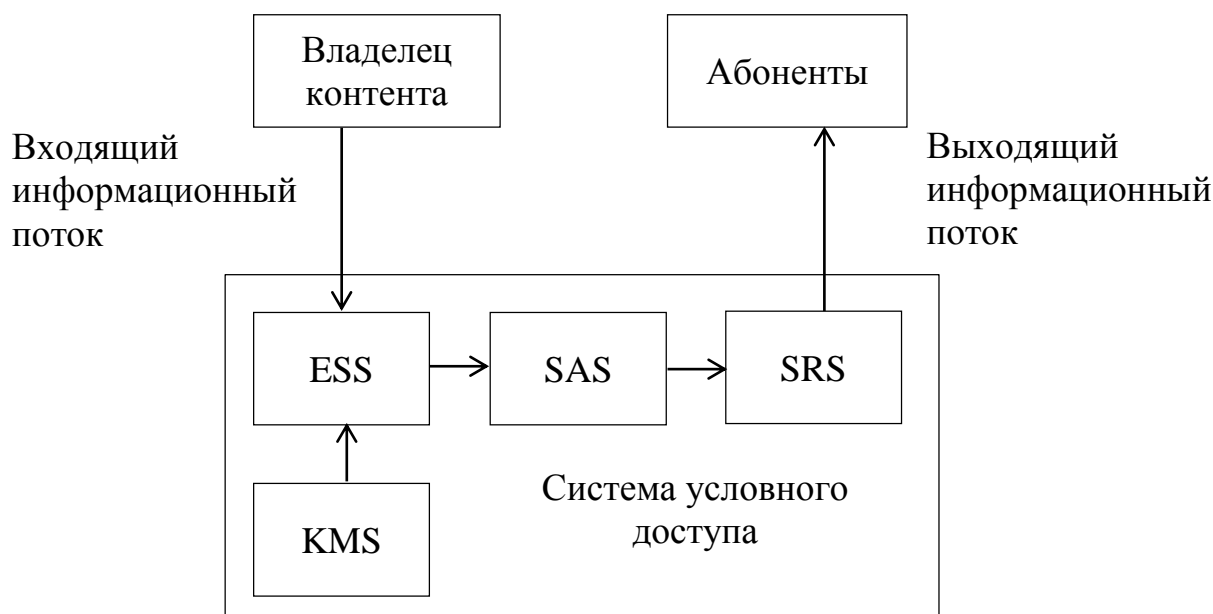 Владелец
контента
Абоненты
Входящий
информационный
поток
Выходящий
информационный
поток
ESS
SAS
SRS
KMS
Система условного
доступа